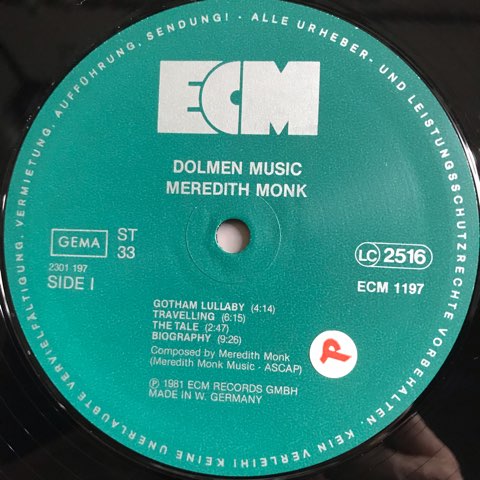 ALLE URHEBER- UND LEISTUNGSSCHUTZRECHTE VORBEHALTEN. KEIN VERLEIH! KEINE UNERLAUBTE VERVIELFÄLTIGUNG, VERMIETUNG, AUFFÜHRUNG, SENDUNG! -
ECM
DOLMEN MUSIC
MEREDITH MONK
GEMA
ST
33
LC 2516
2301 197
SIDE I
ECM 1197
GOTHAM LULLABY (4:14)
TRAVELLING (6:15)
THE TALE (2:47)
BIOGRAPHY (9:26)
P
Composed by Meredith Monk
(Meredith Monk Music - ASCAP)
℗ 1981 ECM RECORDS GMBH
MADE IN W. GERMANY